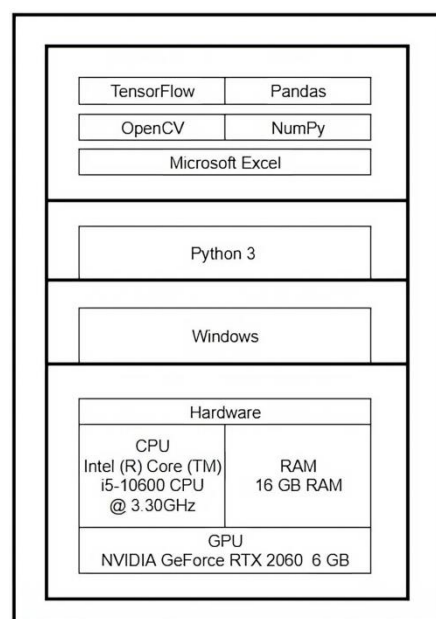 TensorFlow
Pandas
OpenCV
NumPy
Microsoft Excel
Python 3
Windows
Hardware
CPU
Intel (R) Core (TM)
i5-10600 CPU
@ 3.30GHz
RAM
16 GB RAM
GPU
NVIDIA GeForce RTX 2060 6 GB